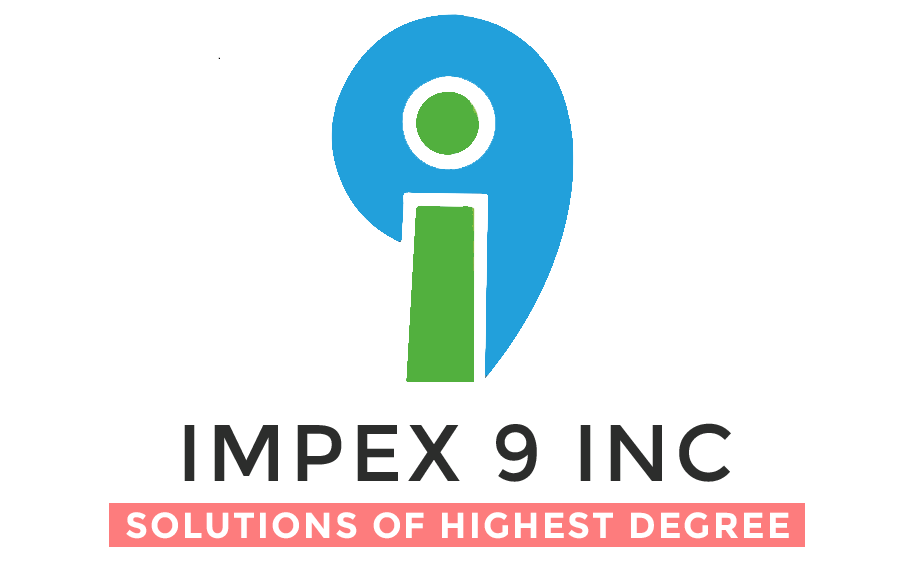 IMPEX 9 INC
SOLUTIONS OF HIGHEST DEGREE